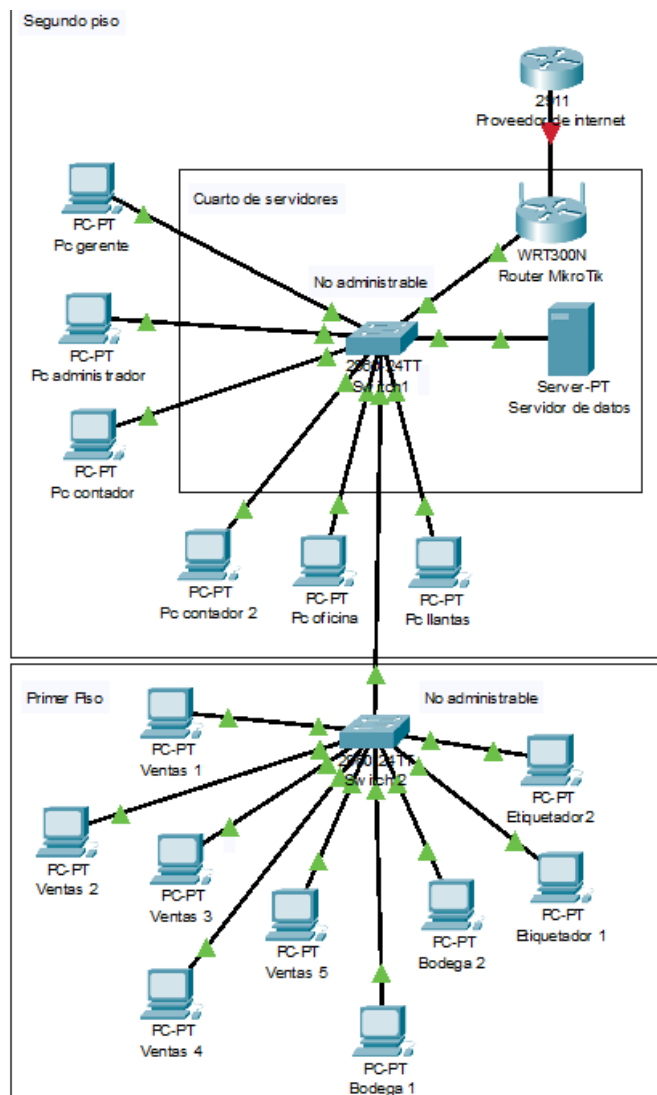 Segundo piso
2911
Proveedor de internet
Cuarto de servidores
PC-PT
Pc gerente
WRT300N
Router MikroTik
No administrable
PC-PT
Pc administrador
2960-24TT
Switch1
Server-PT
Servidor de datos
PC-PT
Pc contador
PC-PT
Pc contador 2
PC-PT
Pc oficina
PC-PT
Pc llantas
Primer Piso
No administrable
PC-PT
Ventas 1
2960-24TT
Switch2
PC-PT
Etiquetador2
PC-PT
Ventas 2
PC-PT
Ventas 3
PC-PT
Ventas 5
PC-PT
Bodega 2
PC-PT
Etiquetador 1
PC-PT
Ventas 4
PC-PT
Bodega 1